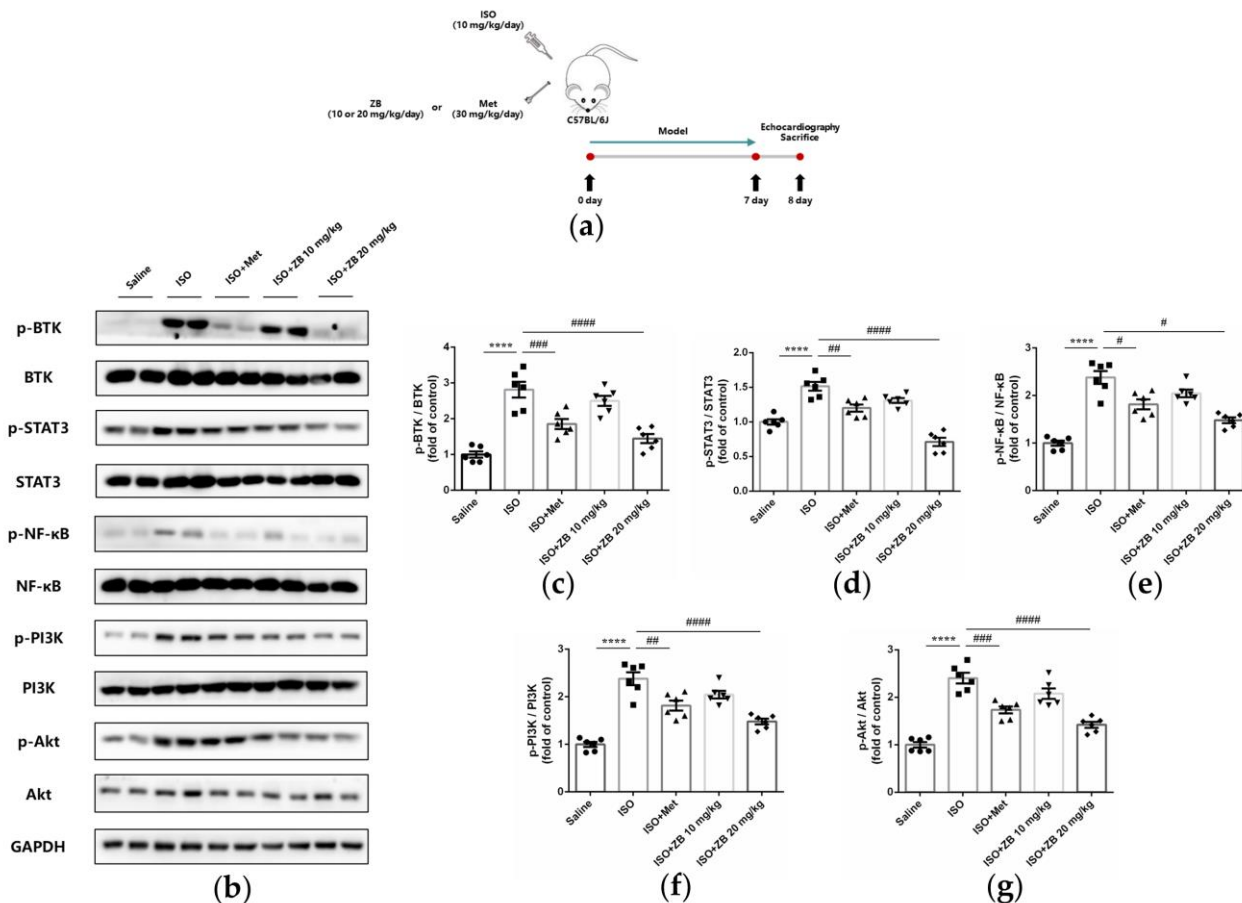 ISO
(10 mg/kg/day)
ZB
(10 or 20 mg/kg/day)
or
Met
(30 mg/kg/day)
C57BL/6J
Model
Echocardiography
Sacrifice
0 day
7 day
8 day
(a)
Saline
ISO
ISO+Met
ISO+ZB 10 mg/kg
ISO+ZB 20 mg/kg
p-BTK
BTK
p-STAT3
STAT3
p-NF-κB
NF-κB
p-PI3K
PI3K
p-Akt
Akt
GAPDH
(b)
p-BTK / BTK
(fold of control)
4
3
2
1
0
****
###
####
Saline
ISO
ISO+Met
ISO+ZB 10 mg/kg
ISO+ZB 20 mg/kg
(c)
p-STAT3 / STAT3
(fold of control)
2.0
1.5
1.0
0.5
0.0
****
##
####
Saline
ISO
ISO+Met
ISO+ZB 10 mg/kg
ISO+ZB 20 mg/kg
(d)
p-NF-κB / NF-κB
(fold of control)
3
2
1
0
****
#
#
Saline
ISO
ISO+Met
ISO+ZB 10 mg/kg
ISO+ZB 20 mg/kg
(e)
p-PI3K / PI3K
(fold of control)
3
2
1
0
****
##
####
Saline
ISO
ISO+Met
ISO+ZB 10 mg/kg
ISO+ZB 20 mg/kg
(f)
p-Akt / Akt
(fold of control)
3
2
1
0
****
###
####
Saline
ISO
ISO+Met
ISO+ZB 10 mg/kg
ISO+ZB 20 mg/kg
(g)